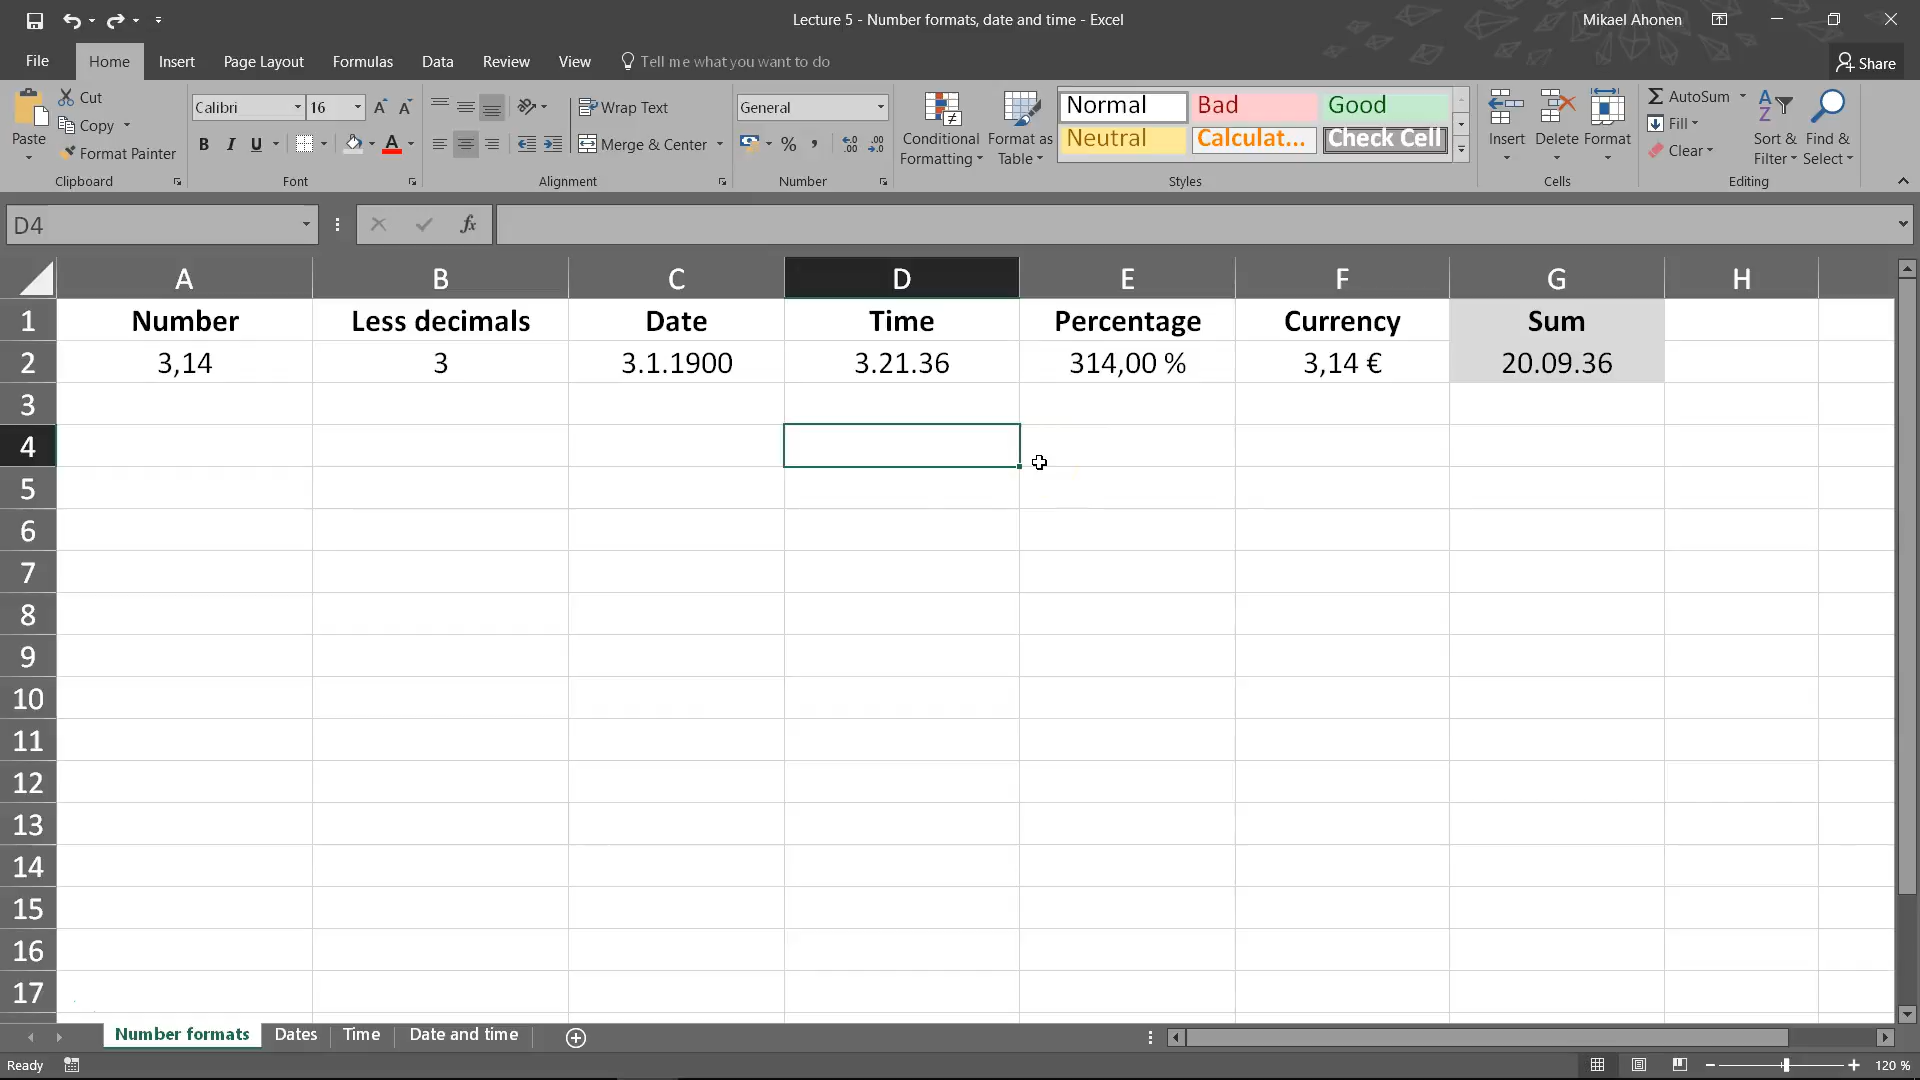 Lecture 5 - Number formats, date and time - Excel
Mikael Ahonen
File Home Insert Page Layout Formulas Data Review View Tell me what you want to do
Share
Paste
Cut
Copy
Format Painter
Clipboard
Calibri 16
B I U
Font
Wrap Text
Merge & Center
Alignment
General
%
Number
Conditional Formatting
Format as Table
Normal Bad Good
Neutral Calculat... Check Cell
Styles
Insert Delete Format
Cells
AutoSum
Fill
Clear
Sort & Filter
Find & Select
Editing
D4
fx
A B C D E F G H
1 Number Less decimals Date Time Percentage Currency Sum
2 3,14 3 3.1.1900 3.21.36 314,00 % 3,14 € 20.09.36
3
4
5
6
7
8
9
10
11
12
13
14
15
16
17
Number formats Dates Time Date and time
Ready
120 %